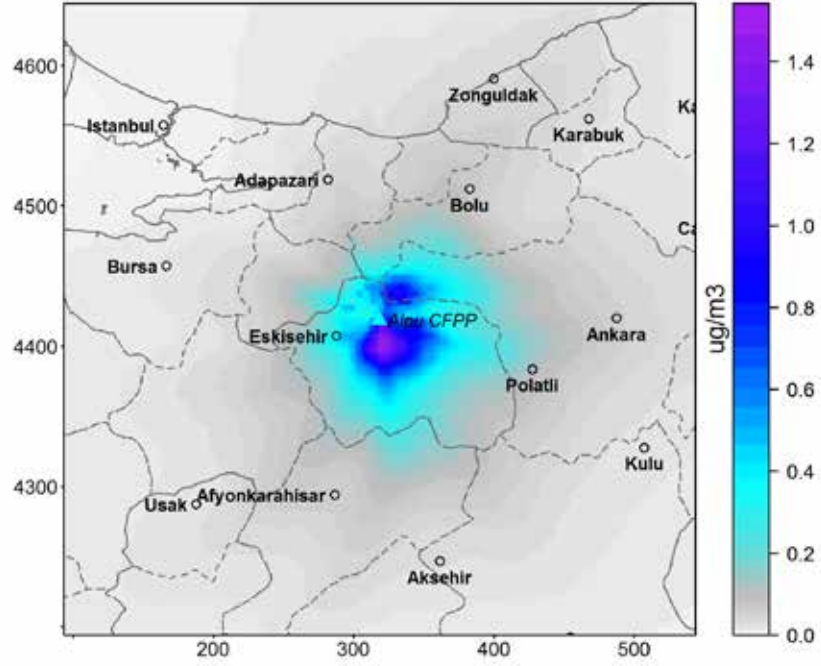 4600
4500
4400
4300
200
300
400
500
Zonguldak
Istanbul
Karabuk
Ka
Adapazari
Bolu
Ca
Bursa
Alpu CFPP
Eskisehir
Ankara
Polatli
Kulu
Usak
Afyonkarahisar
Aksehir
ug/m3
1.4
1.2
1.0
0.8
0.6
0.4
0.2
0.0